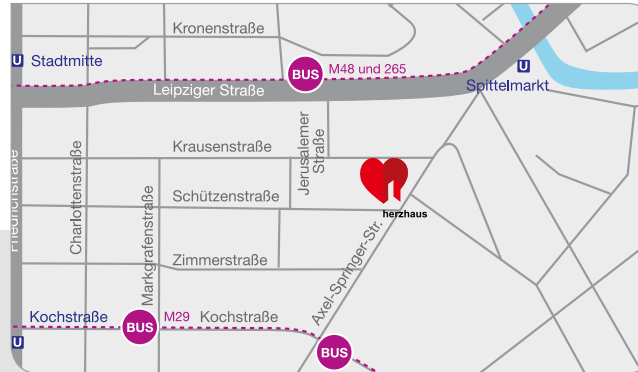 Kronenstraße
U Stadtmitte
BUS M48 und 265
U
Spittelmarkt
Leipziger Straße
Krausenstraße
Jerusalemer
Straße
Friedrichstraße
Charlottenstraße
Markgrafenstraße
Schützenstraße
herzhaus
Axel-Springer-Str.
Zimmerstraße
Kochstraße
BUS M29
Kochstraße
U
BUS